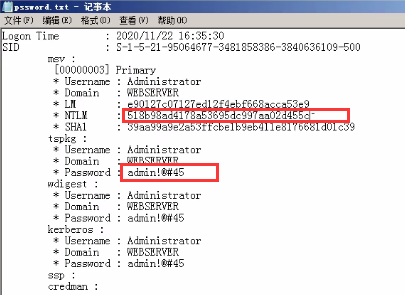 pssword.txt - 记事本
文件(F) 编辑(E) 格式(O) 查看(V) 帮助(H)
Logon Time : 2020/11/22 16:35:30
SID : S-1-5-21-95064677-3481858386-3840636109-500
msv :
[00000003] Primary
* Username : Administrator
* Domain : WEBSERVER
* LM : e90127c07127ed12f4ebf668acca53e9
* NTLM : 518b98ad4178a53695dc997aa02d455c
* SHA1 : 39aa99a9e2a53ffcbe1b9eb411e8176681d01c39
tspkg :
* Username : Administrator
* Domain : WEBSERVER
* Password : admin!@#45
wdigest :
* Username : Administrator
* Domain : WEBSERVER
* Password : admin!@#45
kerberos :
* Username : Administrator
* Domain : WEBSERVER
* Password : admin!@#45
ssp :
credman :